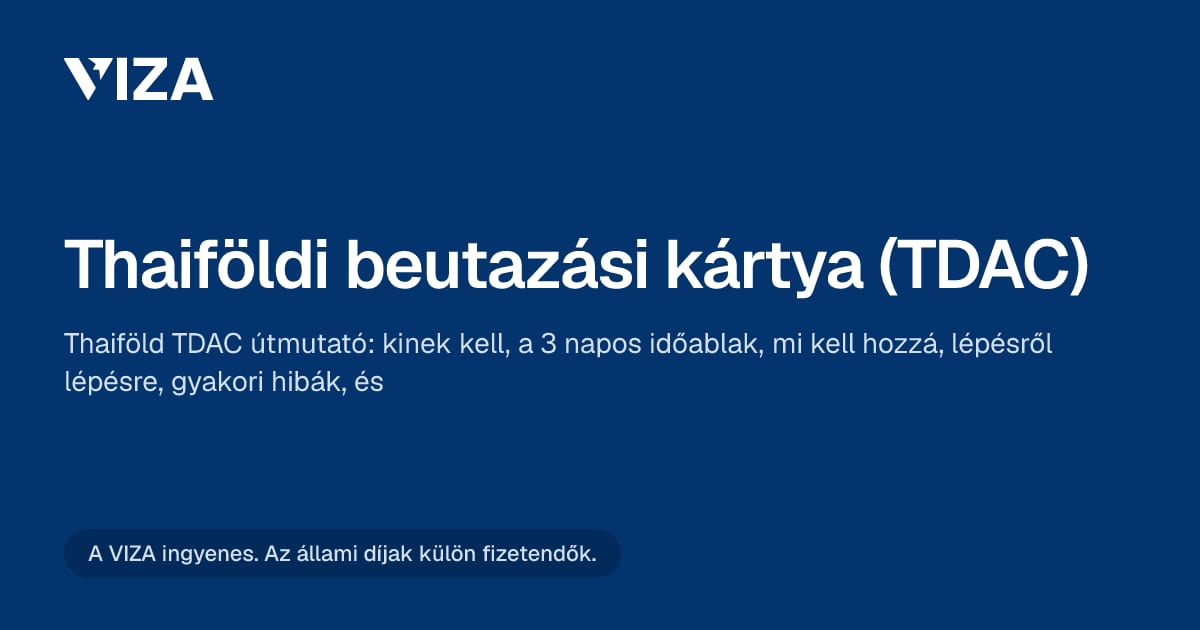 VIZA
Thaiföldi beutazási kártya (TDAC)
Thaiföld TDAC útmutató: kinek kell, a 3 napos időablak, mi kell hozzá, lépésről
lépésre, gyakori hibák, és
A VIZA ingyenes. Az állami díjak külön fizetendők.